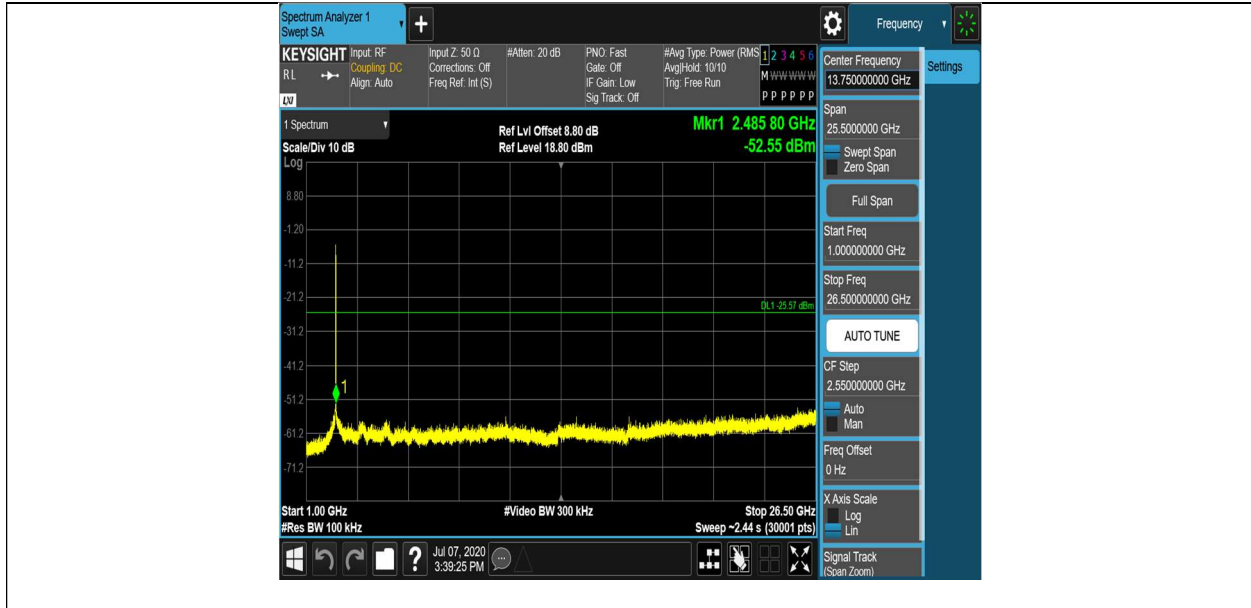 Spectrum Analyzer 1
Swept SA
+
Frequency
KEYSIGHT
RL
LXI
Input: RF
Coupling: DC
Align: Auto
Input Z: 50 Ω
Corrections: Off
Freq Ref: Int (S)
#Atten: 20 dB
PNO: Fast
Gate: Off
IF Gain: Low
Sig Track: Off
#Avg Type: Power (RMS
Avg|Hold: 10/10
Trig: Free Run
1 2 3 4 5 6
M W W W W W
P P P P P P
1 Spectrum
Scale/Div 10 dB
Ref Lvl Offset 8.80 dB
Ref Level 18.80 dBm
Mkr1 2.485 80 GHz
-52.55 dBm
Log
8.80
-1.20
-11.2
-21.2
-31.2
-41.2
-51.2
-61.2
-71.2
DL1 -25.57 dBm
1
Start 1.00 GHz
#Res BW 100 kHz
#Video BW 300 kHz
Stop 26.50 GHz
Sweep ~2.44 s (30001 pts)
Jul 07, 2020
3:39:25 PM
?
Center Frequency
13.750000000 GHz
Span
25.5000000 GHz
Swept Span
Zero Span
Full Span
Start Freq
1.000000000 GHz
Stop Freq
26.500000000 GHz
AUTO TUNE
CF Step
2.550000000 GHz
Auto
Man
Freq Offset
0 Hz
X Axis Scale
Log
Lin
Signal Track
(Span Zoom)
Settings